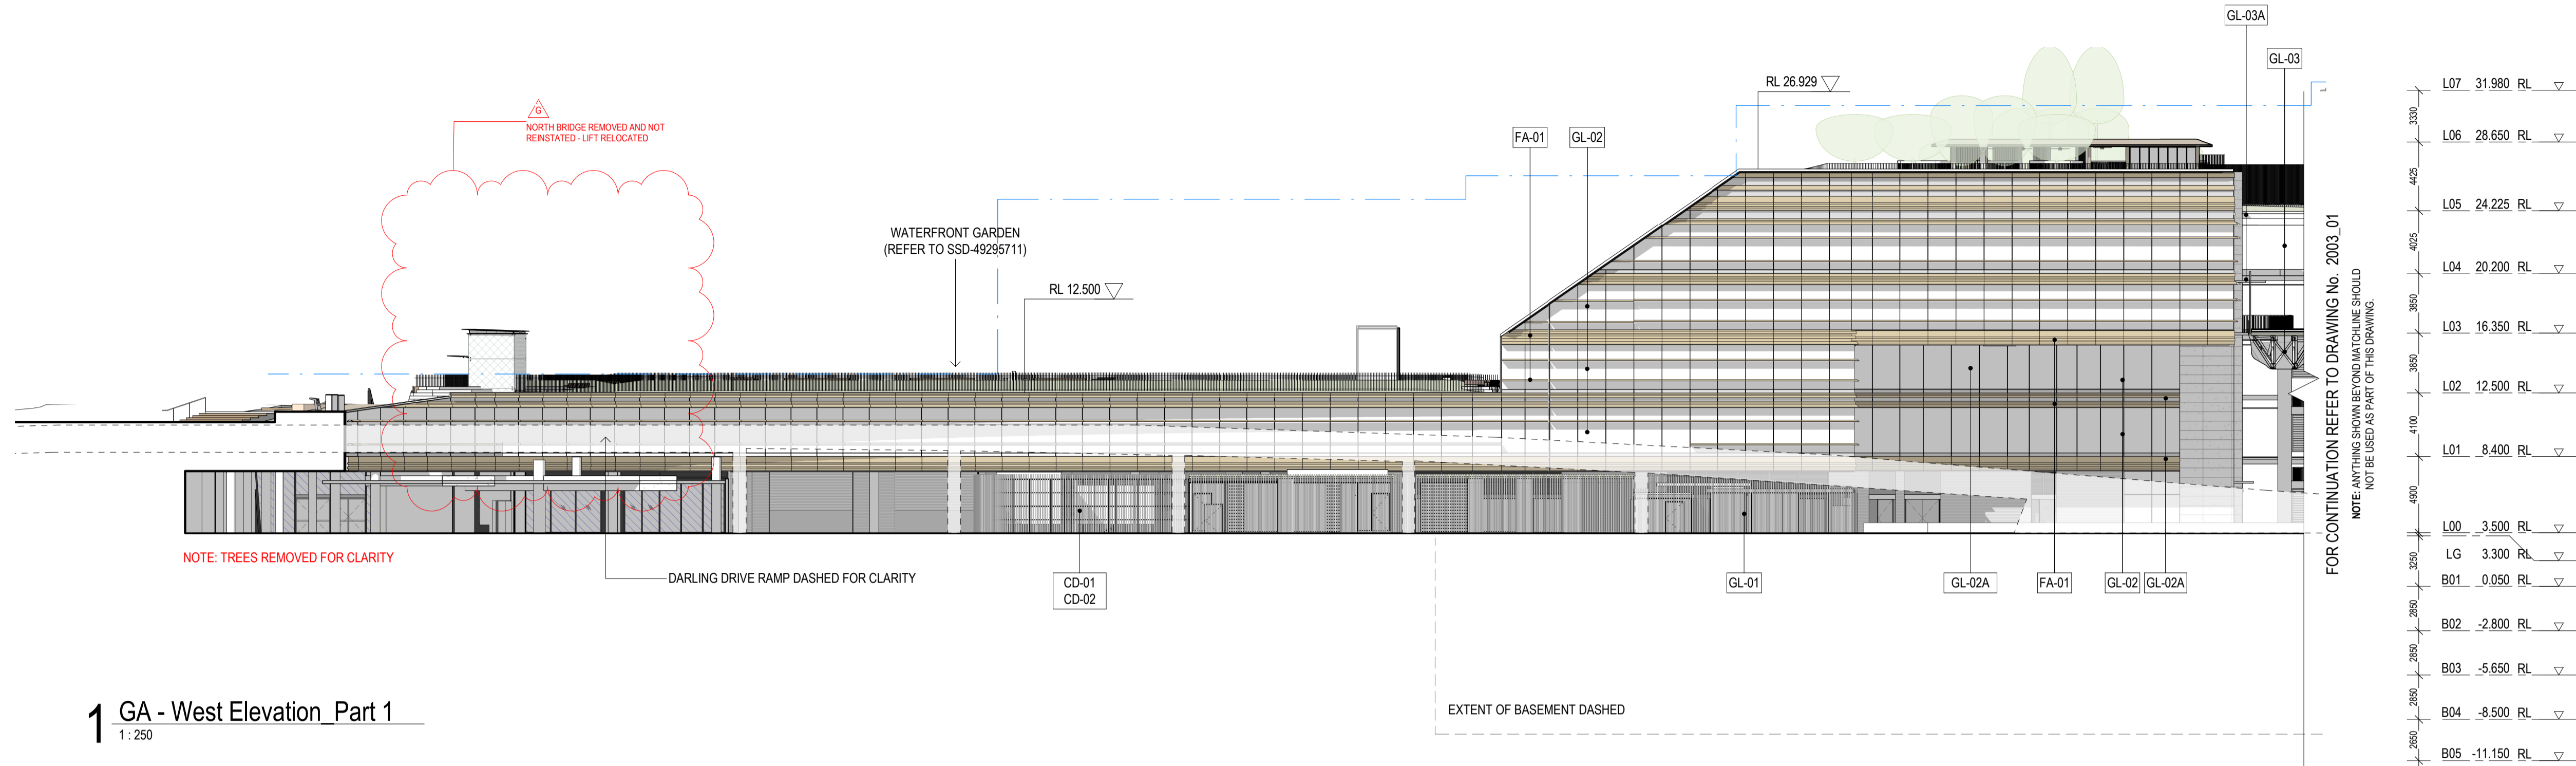 GL-03A
GL-03
RL 26.929
G
NORTH BRIDGE REMOVED AND NOT
REINSTATED - LIFT RELOCATED
FA-01
GL-02
WATERFRONT GARDEN
(REFER TO SSD-49295711)
RL 12.500
NOTE: TREES REMOVED FOR CLARITY
DARLING DRIVE RAMP DASHED FOR CLARITY
CD-01
CD-02
GL-01
GL-02A
FA-01
GL-02
GL-02A
EXTENT OF BASEMENT DASHED
1 GA - West Elevation_Part 1
1 : 250
FOR CONTINUATION REFER TO DRAWING No. 2003_01
NOTE: ANYTHING SHOWN BEYOND MATCHLINE SHOULD
NOT BE USED AS PART OF THIS DRAWING.
L07 31.980 RL
3330
L06 28.650 RL
4425
L05 24.225 RL
4025
L04 20.200 RL
3850
L03 16.350 RL
3850
L02 12.500 RL
4100
L01 8.400 RL
4900
L00 3.500 RL
LG 3.300 RL
3250
B01 0.050 RL
2850
B02 -2.800 RL
2850
B03 -5.650 RL
2850
B04 -8.500 RL
2650
B05 -11.150 RL